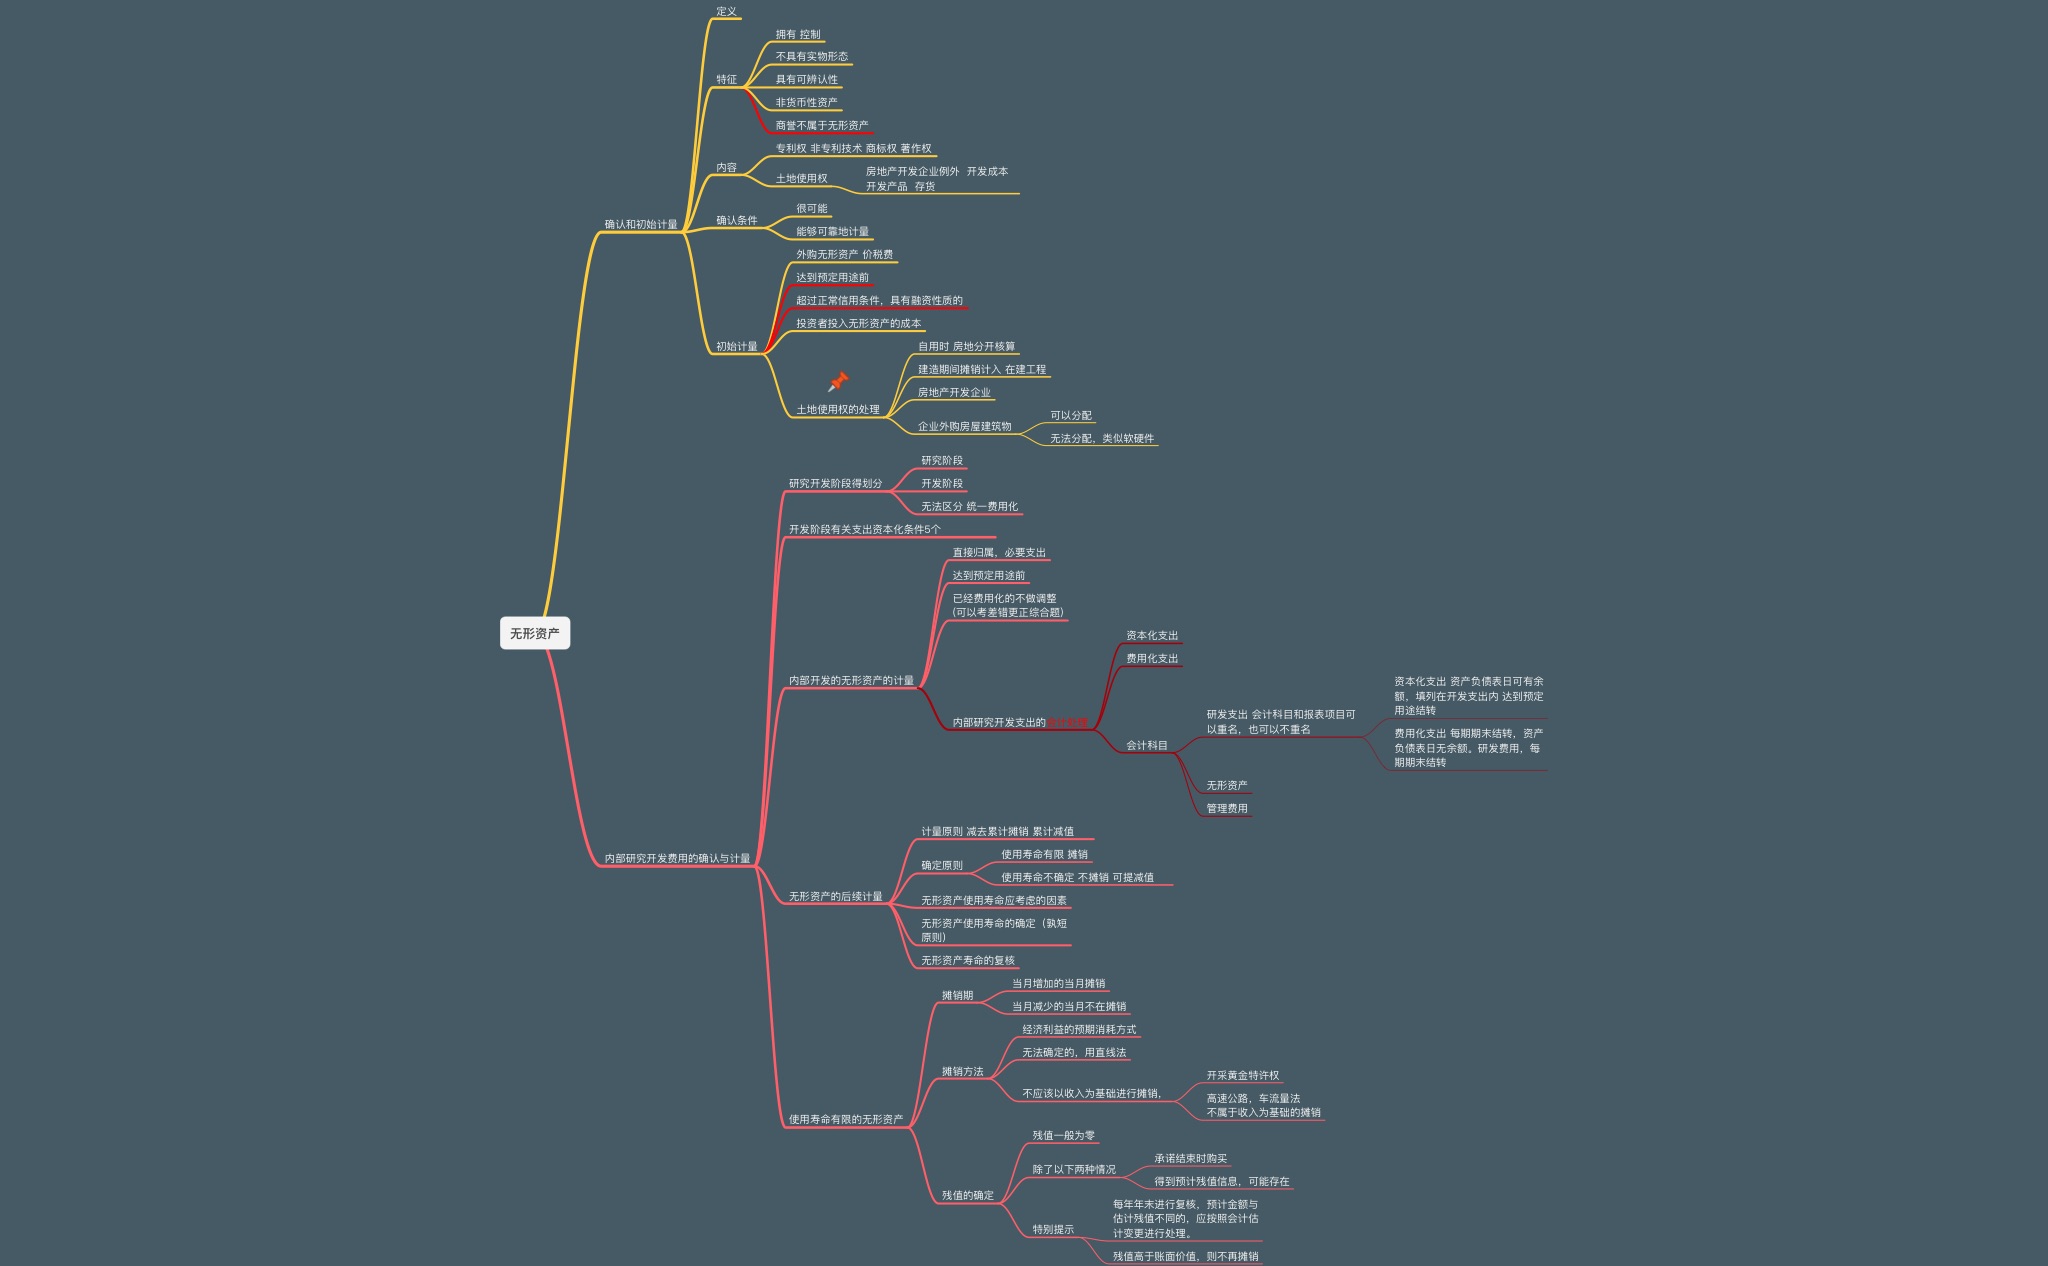 定义
拥有 控制
不具有实物形态
特征
具有可辨认性
非货币性资产
商誉不属于无形资产
专利权 非专利技术 商标权 著作权
内容
土地使用权
房地产开发企业例外 开发成本
开发产品 存货
很可能
确认条件
能够可靠地计量
确认和初始计量
外购无形资产 价税费
达到预定用途前
超过正常信用条件，具有融资性质的
投资者投入无形资产的成本
初始计量
自用时 房地分开核算
建造期间摊销计入 在建工程
房地产开发企业
土地使用权的处理
企业外购房屋建筑物
可以分配
无法分配，类似软硬件
研究阶段
研究开发阶段得划分
开发阶段
无法区分 统一费用化
开发阶段有关支出资本化条件5个
直接归属，必要支出
达到预定用途前
已经费用化的不做调整
(可以考差错更正综合题)
无形资产
内部开发的无形资产的计量
资本化支出
费用化支出
内部研究开发支出的会计处理
会计科目
研发支出 会计科目和报表项目可
以重名，也可以不重名
资本化支出 资产负债表日可有余
额，填列在开发支出内 达到预定
用途结转
费用化支出 每期期末结转，资产
负债表日无余额。研发费用，每
期期末结转
无形资产
管理费用
内部研究开发费用的确认与计量
计量原则 减去累计摊销 累计减值
确定原则
使用寿命有限 摊销
使用寿命不确定 不摊销 可提减值
无形资产的后续计量
无形资产使用寿命应考虑的因素
无形资产使用寿命的确定（孰短
原则）
无形资产寿命的复核
摊销期
当月增加的当月摊销
当月减少的当月不在摊销
经济利益的预期消耗方式
无法确定的，用直线法
摊销方法
不应该以收入为基础进行摊销，
开采黄金特许权
高速公路，车流量法
不属于收入为基础的摊销
使用寿命有限的无形资产
残值一般为零
除了以下两种情况
承诺结束时购买
得到预计残值信息，可能存在
残值的确定
特别提示
每年年末进行复核，预计金额与
估计残值不同的，应按照会计估
计变更进行处理。
残值高于账面价值，则不再摊销